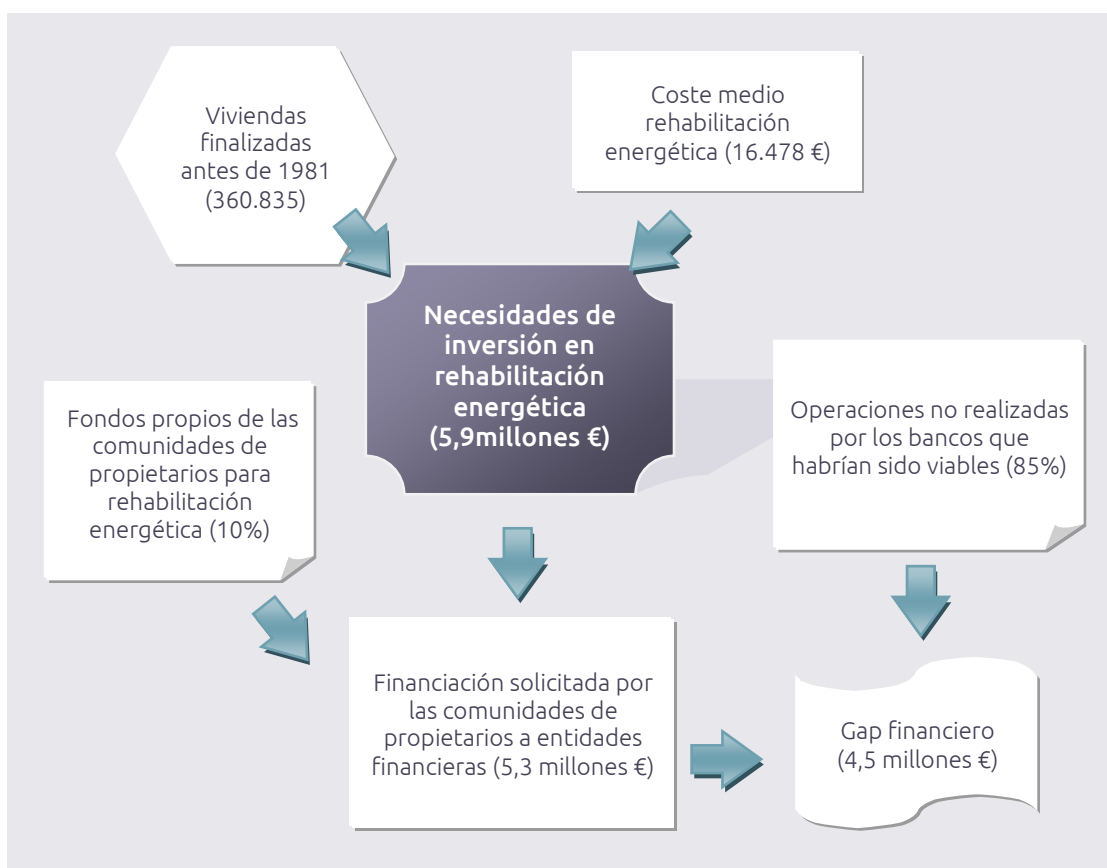 Viviendas
finalizadas
antes de 1981
(360.835)
Coste medio
rehabilitación
energética (16.478 €)
Necesidades de
inversión en
rehabilitación
energética
(5,9millones €)
Fondos propios de las
comunidades de
propietarios para
rehabilitación
energética (10%)
Operaciones no realizadas
por los bancos que
habrían sido viables (85%)
Financiación solicitada por
las comunidades de
propietarios a entidades
financieras (5,3 millones €)
Gap financiero
(4,5 millones €)